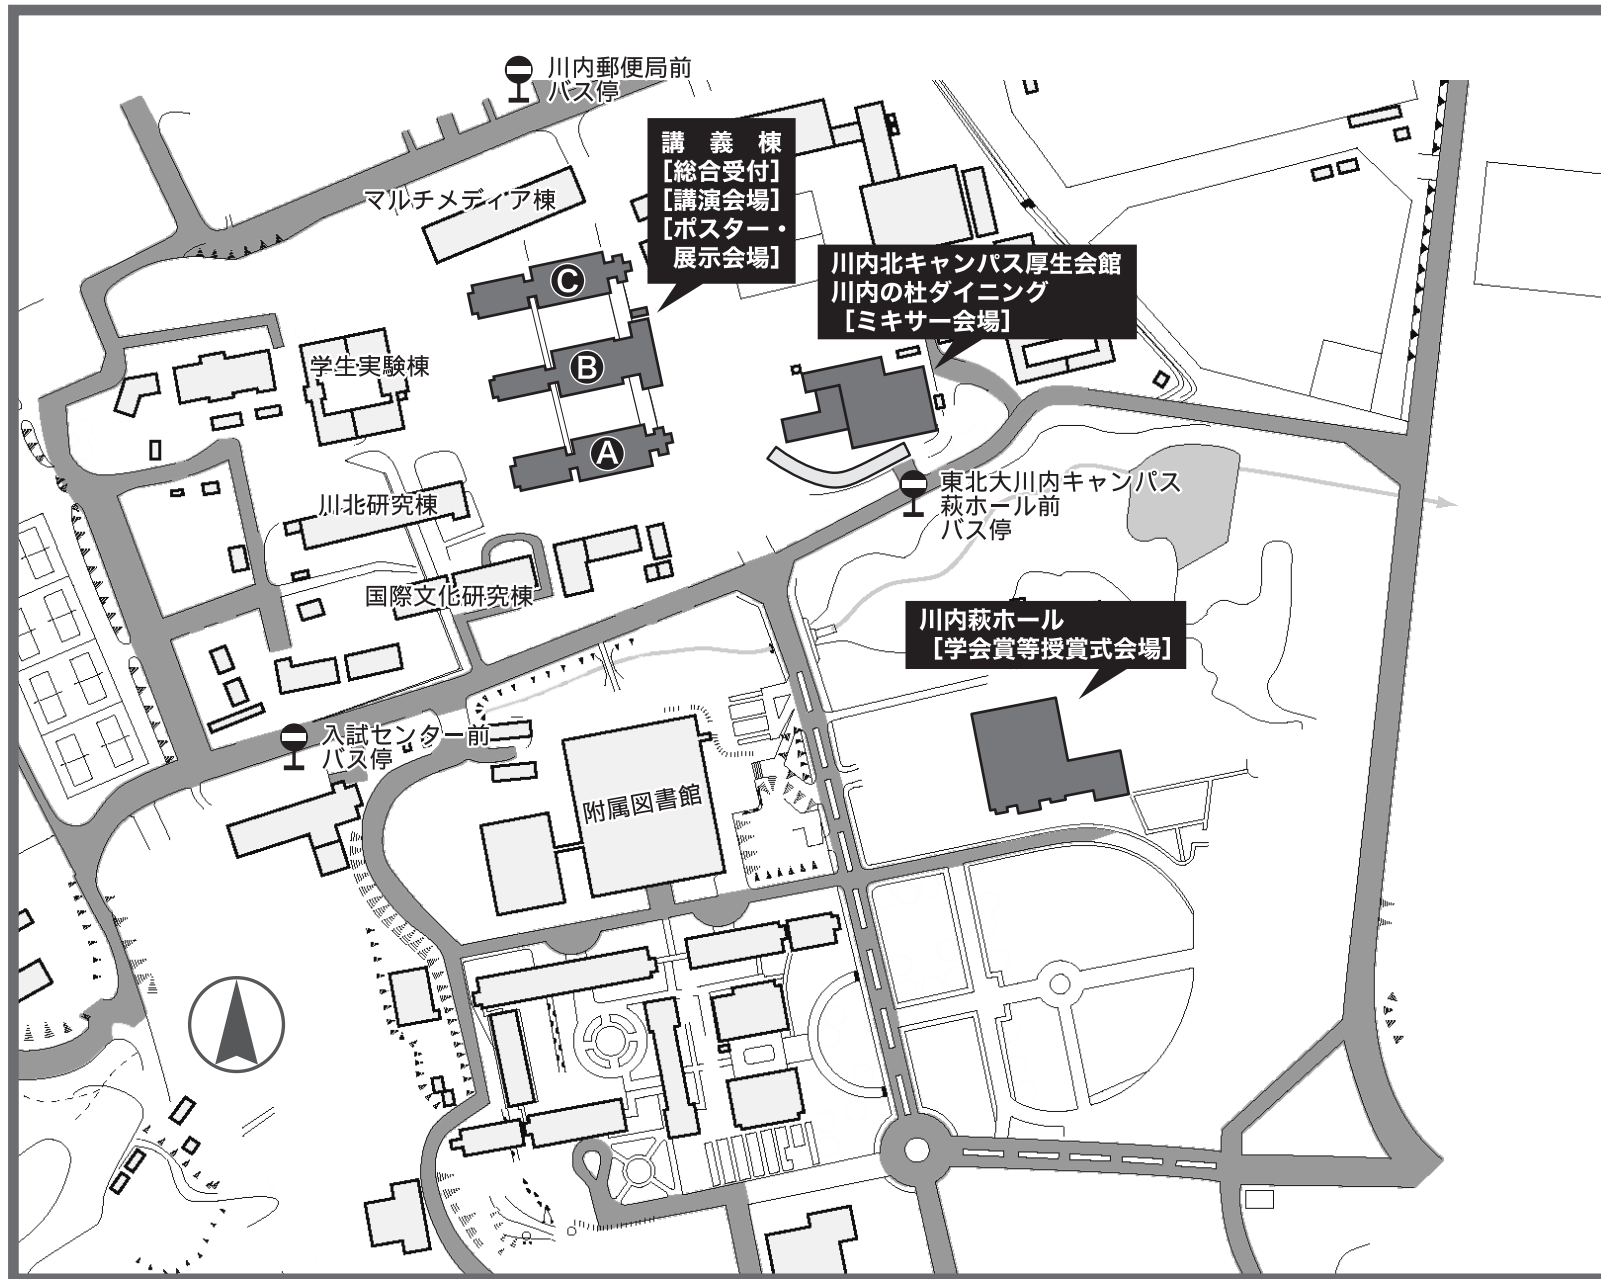 川内郵便局前
バス停
講義棟
[総合受付]
[講演会場]
[ポスター・
展示会場]
マルチメディア棟
川内北キャンパス厚生会館
川内の杜ダイニング
[ミキサー会場]
C
B
A
学生実験棟
川北研究棟
東北大川内キャンパス
萩ホール前
バス停
国際文化研究棟
川内萩ホール
[学会賞等授賞式会場]
入試センター前
バス停
附属図書館